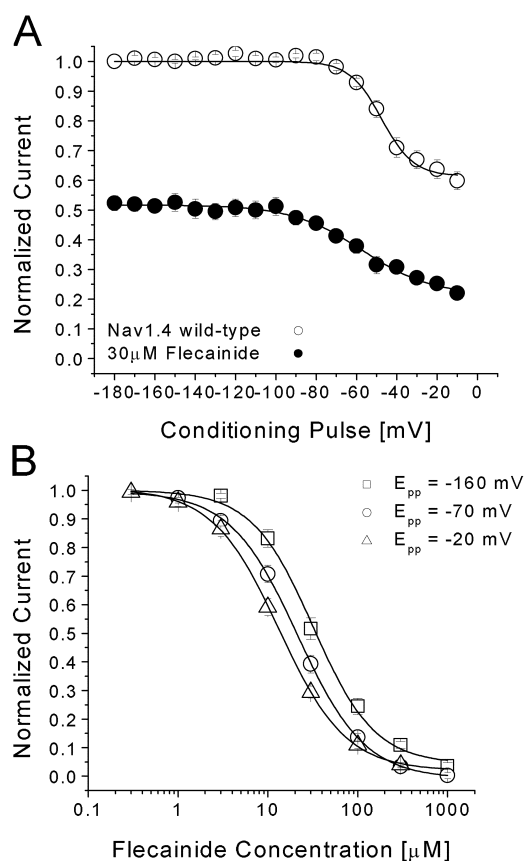 A
Normalized Current
1.0
0.9
0.8
0.7
0.6
0.5
0.4
0.3
0.2
0.1
0.0
Nav1.4 wild-type
30μM Flecainide
-180 -160 -140 -120 -100 -80 -60 -40 -20 0
Conditioning Pulse [mV]
B
Normalized Current
1.0
0.9
0.8
0.7
0.6
0.5
0.4
0.3
0.2
0.1
0.0
E_pp = -160 mV
E_pp = -70 mV
E_pp = -20 mV
0.1 1 10 100 1000
Flecainide Concentration [μM]